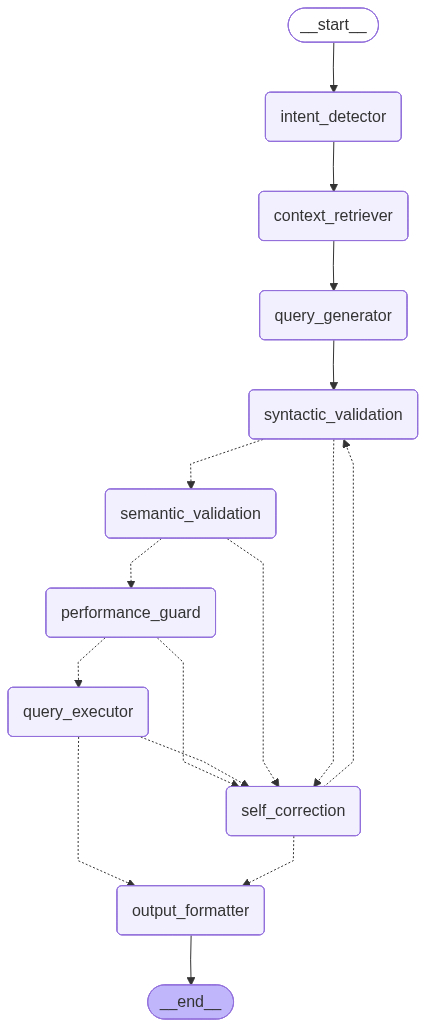 __start__
intent_detector
context_retriever
query_generator
syntactic_validation
semantic_validation
performance_guard
query_executor
self_correction
output_formatter
__end__